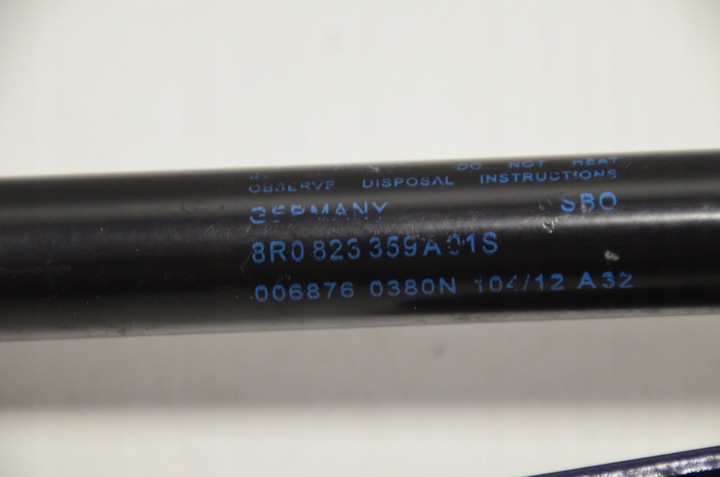 DO NOT HEAT
OBSERVE DISPOSAL INSTRUCTIONS
GERMANY SBO
8R0 823 359A 01S
006876 0380N 104/12 A32